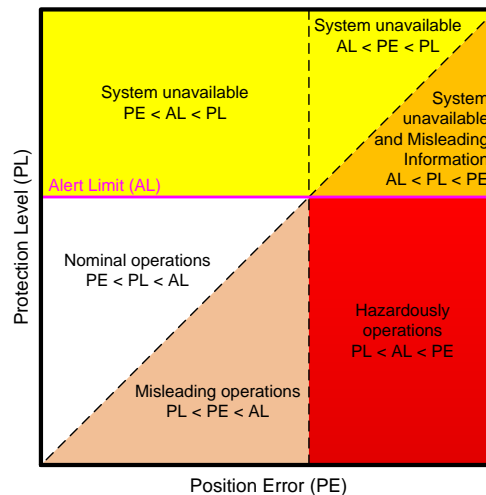 System unavailable
AL < PE < PL
System unavailable
PE < AL < PL
System
unavailable
and Misleading
Information
AL < PL < PE
Alert Limit (AL)
Nominal operations
PE < PL < AL
Hazardously
operations
PL < AL < PE
Misleading operations
PL < PE < AL
Protection Level (PL)
Position Error (PE)